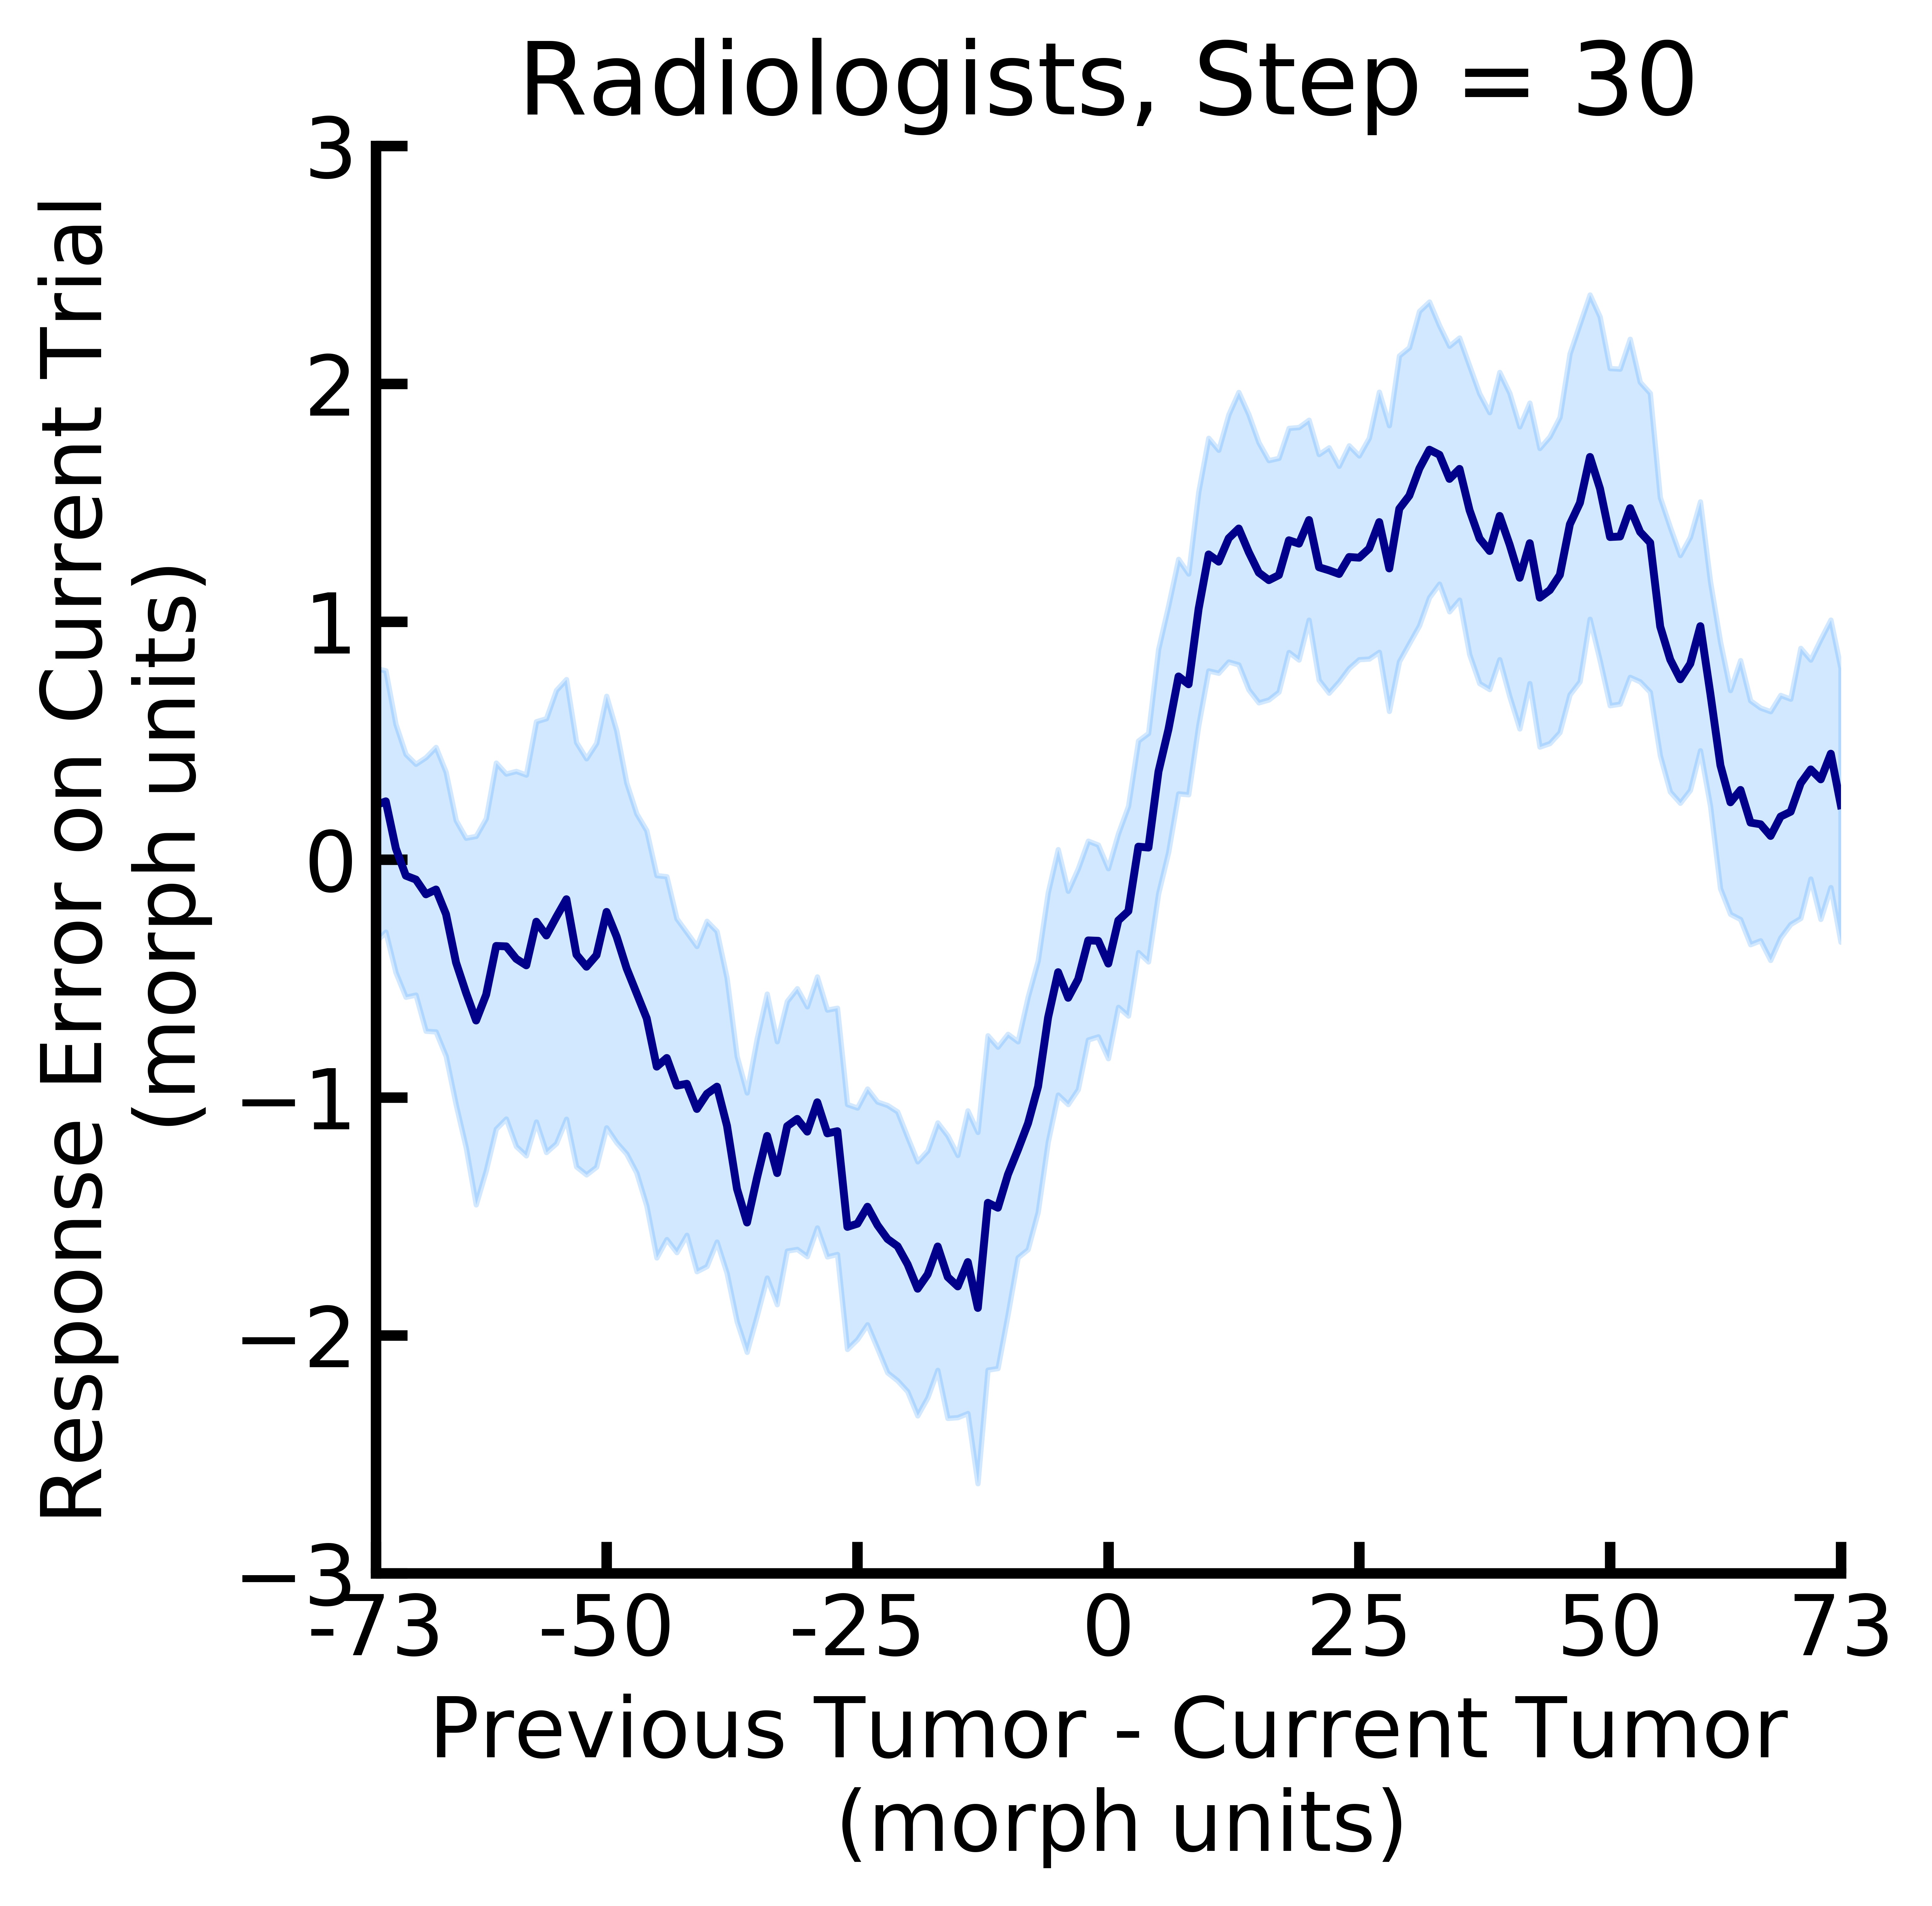 Radiologists, Step = 30
Response Error on Current Trial
(morph units)
3
2
1
0
−1
−2
−3
-73 -50 -25 0 25 50 73
Previous Tumor - Current Tumor
(morph units)